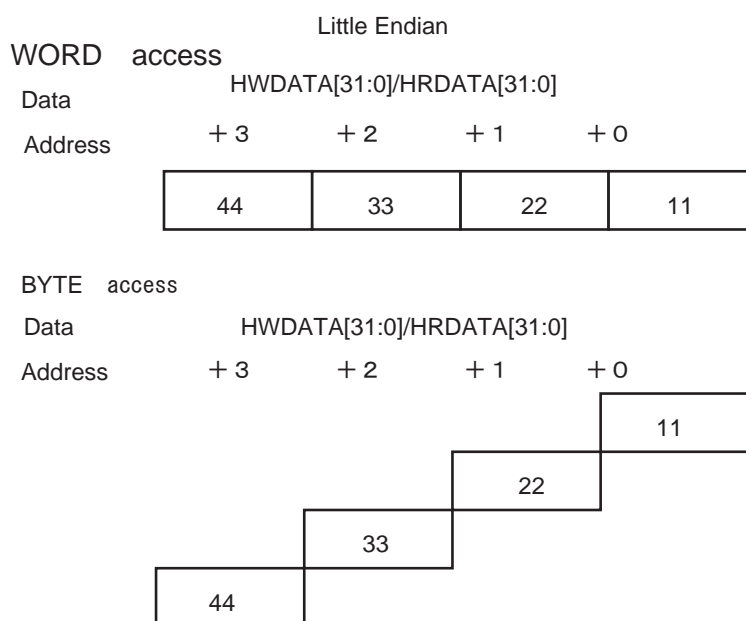 Little Endian
WORD access
HWDATA[31:0]/HRDATA[31:0]
Data
Address +3 +2 +1 +0
44 33 22 11
BYTE access
Data HWDATA[31:0]/HRDATA[31:0]
Address +3 +2 +1 +0
11
22
33
44